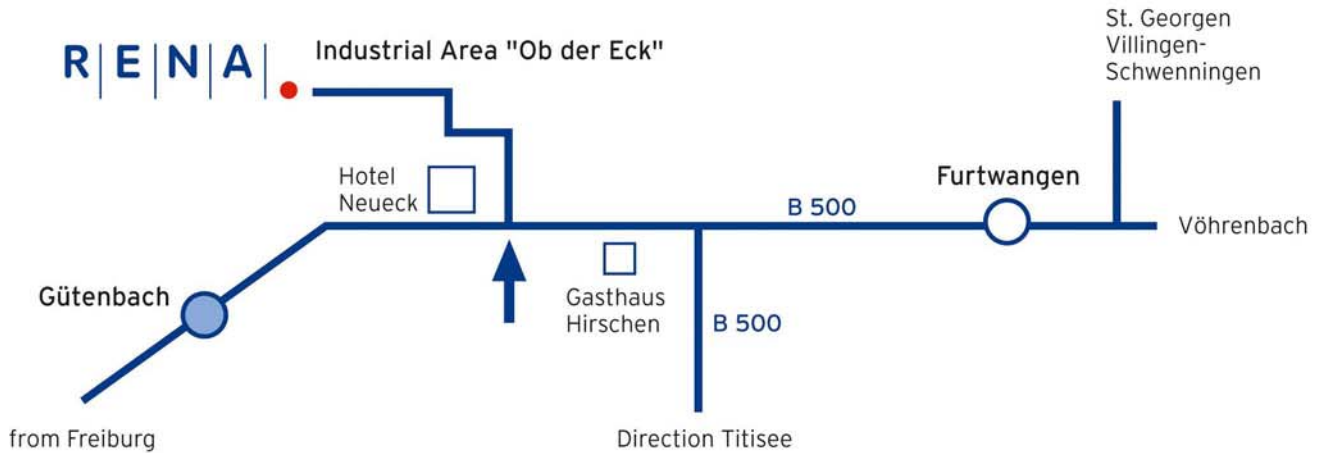 St. Georgen
Villingen-
Schwenningen
R|E|N|A|.
Industrial Area "Ob der Eck"
Hotel
Neueck
Furtwangen
B 500
Vöhrenbach
Gütenbach
Gasthaus
Hirschen
B 500
from Freiburg
Direction Titisee